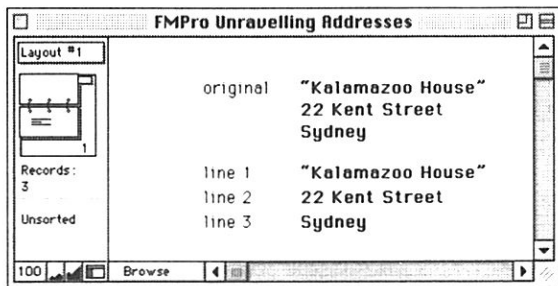 FMPro Unravelling Addresses
Layout #1
1
Records:
3
Unsorted
original "Kalamazoo House"
22 Kent Street
Sydney
line 1 "Kalamazoo House"
line 2 22 Kent Street
line 3 Sydney
100 Browse